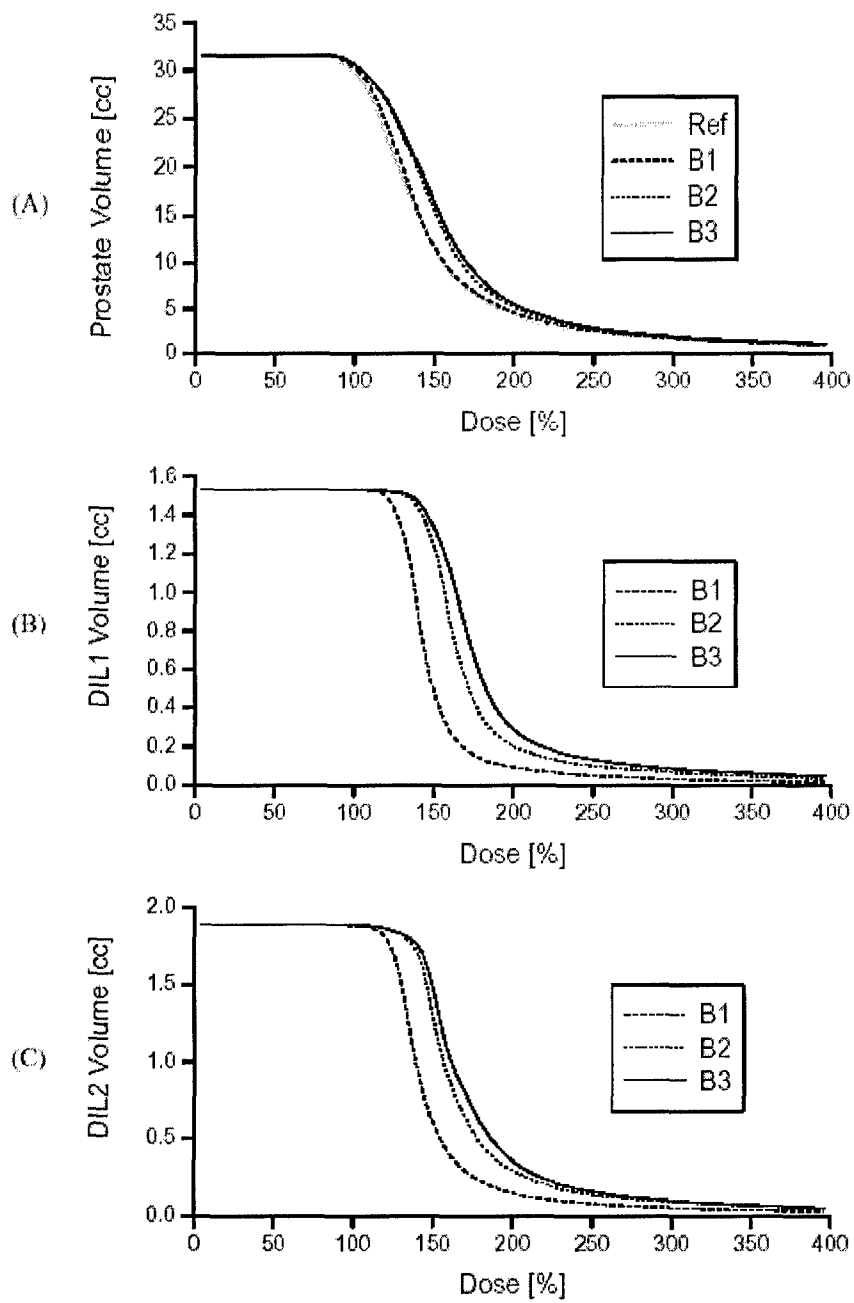 (A)
Prostate Volume [cc]
35
30
25
20
15
10
5
0
0 50 100 150 200 250 300 350 400
Dose [%]
Ref
B1
B2
B3
(B)
DIL1 Volume [cc]
1.6
1.4
1.2
1.0
0.8
0.6
0.4
0.2
0.0
0 50 100 150 200 250 300 350 400
Dose [%]
B1
B2
B3
(C)
DIL2 Volume [cc]
2.0
1.5
1.0
0.5
0.0
0 50 100 150 200 250 300 350 400
Dose [%]
B1
B2
B3